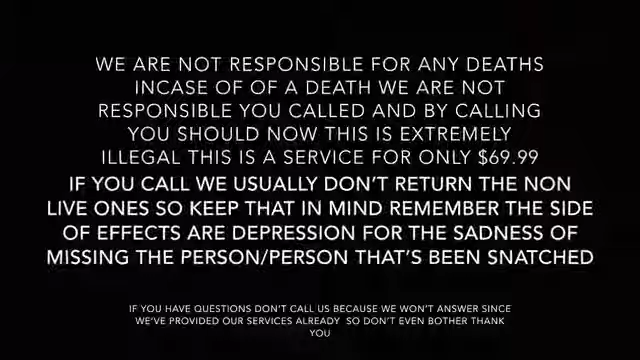 WE ARE NOT RESPONSIBLE FOR ANY DEATHS
INCASE OF OF A DEATH WE ARE NOT
RESPONSIBLE YOU CALLED AND BY CALLING
YOU SHOULD NOW THIS IS EXTREMELY
ILLEGAL THIS IS A SERVICE FOR ONLY $69.99
IF YOU CALL WE USUALLY DON’T RETURN THE NON
LIVE ONES SO KEEP THAT IN MIND REMEMBER THE SIDE
OF EFFECTS ARE DEPRESSION FOR THE SADNESS OF
MISSING THE PERSON/PERSON THAT’S BEEN SNATCHED
IF YOU HAVE QUESTIONS DON’T CALL US BECAUSE WE WON’T ANSWER SINCE
WE’VE PROVIDED OUR SERVICES ALREADY SO DON’T EVEN BOTHER THANK
YOU